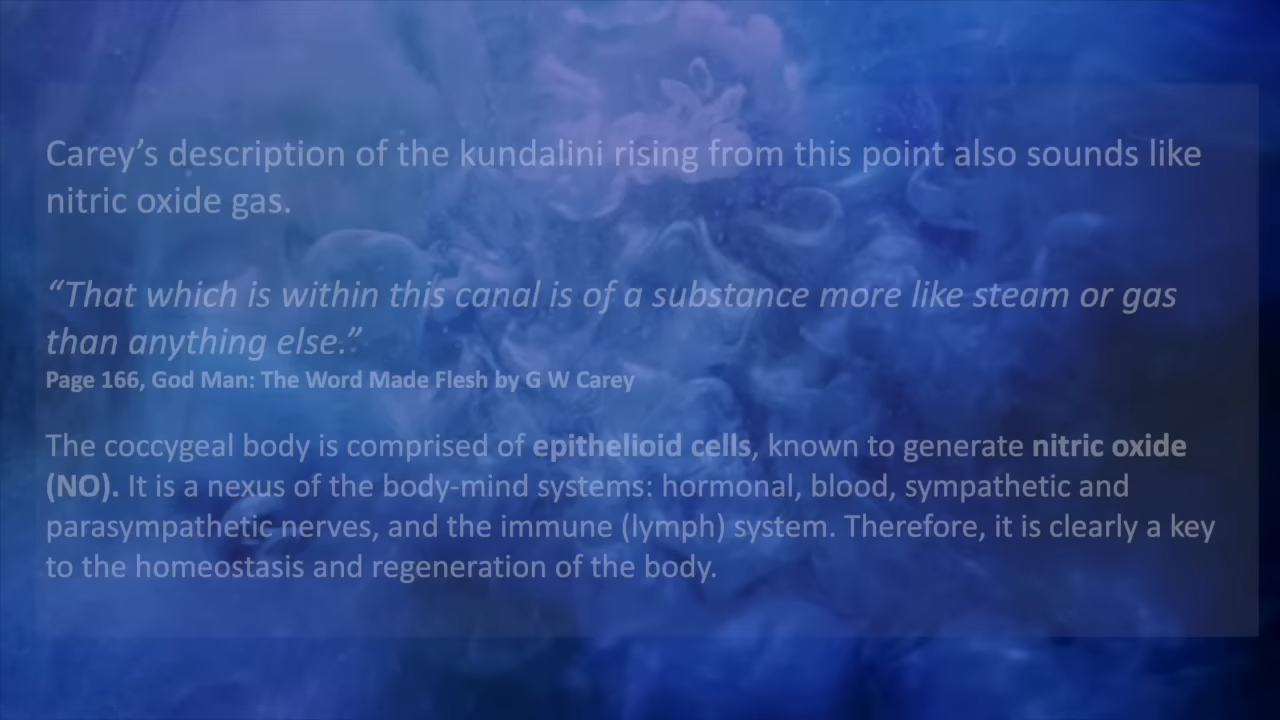 Carey’s description of the kundalini rising from this point also sounds like
nitric oxide gas.
“That which is within this canal is of a substance more like steam or gas
than anything else.”
Page 166, God Man: The Word Made Flesh by G W Carey
The coccygeal body is comprised of epithelioid cells, known to generate nitric oxide
(NO). It is a nexus of the body-mind systems: hormonal, blood, sympathetic and
parasympathetic nerves, and the immune (lymph) system. Therefore, it is clearly a key
to the homeostasis and regeneration of the body.